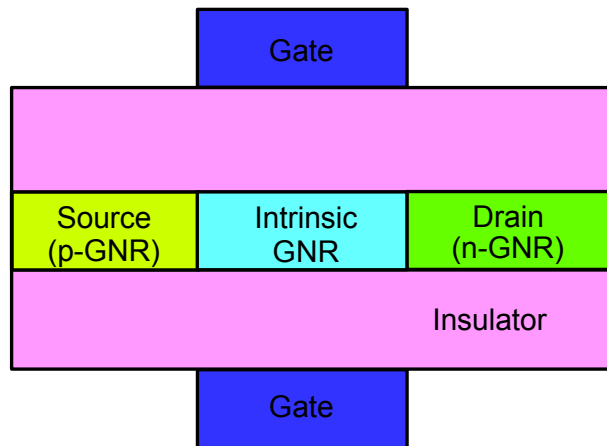 Gate
Source
(p-GNR)
Intrinsic
GNR
Drain
(n-GNR)
Insulator
Gate